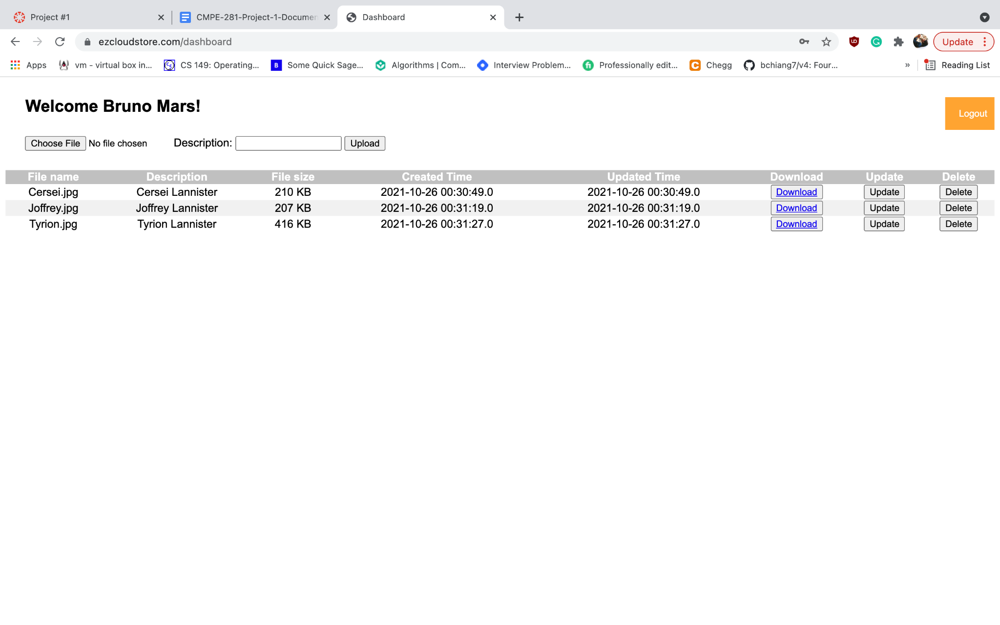 Project #1
CMPE-281-Project-1-Documen
Dashboard
ezcloudstore.com/dashboard
Update
Apps
vm - virtual box in...
CS 149: Operating...
Some Quick Sage...
Algorithms | Com...
Interview Problem...
Professionally edit...
Chegg
bchiang7/v4: Four...
»
Reading List
Welcome Bruno Mars!
Logout
Choose File No file chosen Description: Upload
File name Description File size Created Time Updated Time Download Update Delete
Cersei.jpg Cersei Lannister 210 KB 2021-10-26 00:30:49.0 2021-10-26 00:30:49.0 Download Update Delete
Joffrey.jpg Joffrey Lannister 207 KB 2021-10-26 00:31:19.0 2021-10-26 00:31:19.0 Download Update Delete
Tyrion.jpg Tyrion Lannister 416 KB 2021-10-26 00:31:27.0 2021-10-26 00:31:27.0 Download Update Delete